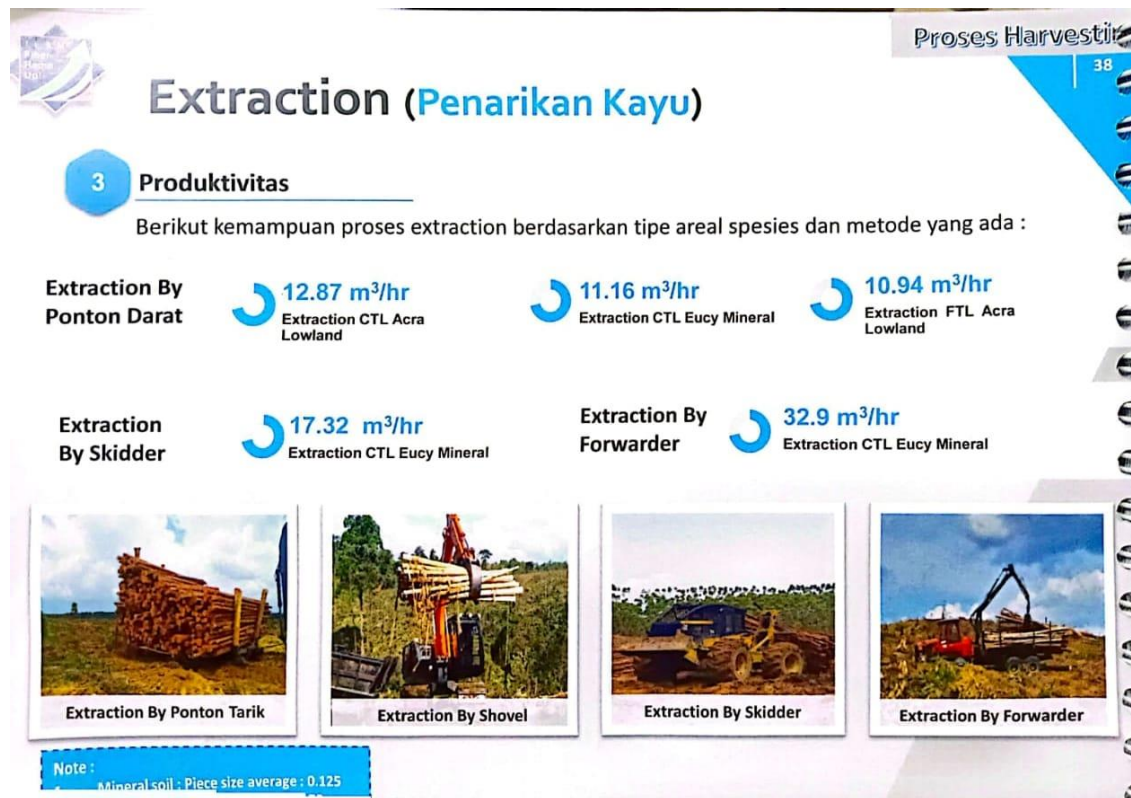 Proses Harvesti
38
Extraction (Penarikan Kayu)
3 Produktivitas
Berikut kemampuan proses extraction berdasarkan tipe areal spesies dan metode yang ada :
Extraction By
Ponton Darat
12.87 m³/hr
Extraction CTL Acra
Lowland
11.16 m³/hr
Extraction CTL Eucy Mineral
10.94 m³/hr
Extraction FTL Acra
Lowland
Extraction
By Skidder
17.32 m³/hr
Extraction CTL Eucy Mineral
Extraction By
Forwarder
32.9 m³/hr
Extraction CTL Eucy Mineral
Extraction By Ponton Tarik
Extraction By Shovel
Extraction By Skidder
Extraction By Forwarder
Note :
Mineral soil : Piece size average : 0.125